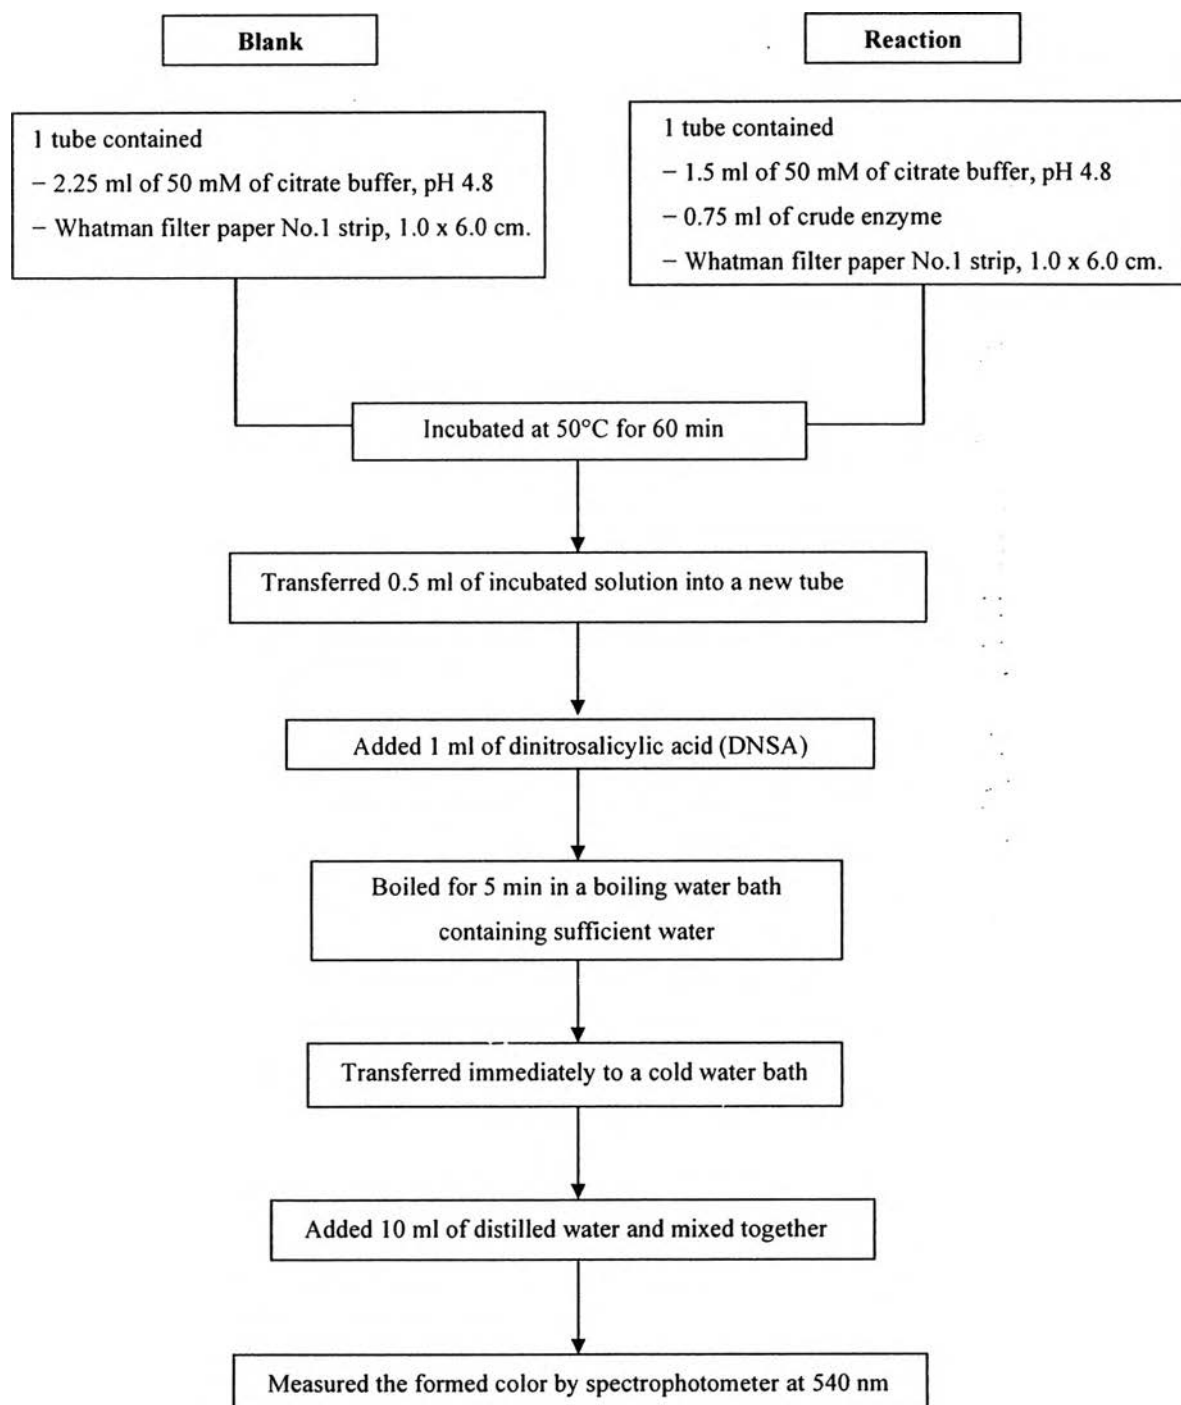 Blank
Reaction
1 tube contained
– 2.25 ml of 50 mM of citrate buffer, pH 4.8
– Whatman filter paper No.1 strip, 1.0 x 6.0 cm.
1 tube contained
– 1.5 ml of 50 mM of citrate buffer, pH 4.8
– 0.75 ml of crude enzyme
– Whatman filter paper No.1 strip, 1.0 x 6.0 cm.
Incubated at 50°C for 60 min
Transferred 0.5 ml of incubated solution into a new tube
Added 1 ml of dinitrosalicylic acid (DNSA)
Boiled for 5 min in a boiling water bath
containing sufficient water
Transferred immediately to a cold water bath
Added 10 ml of distilled water and mixed together
Measured the formed color by spectrophotometer at 540 nm